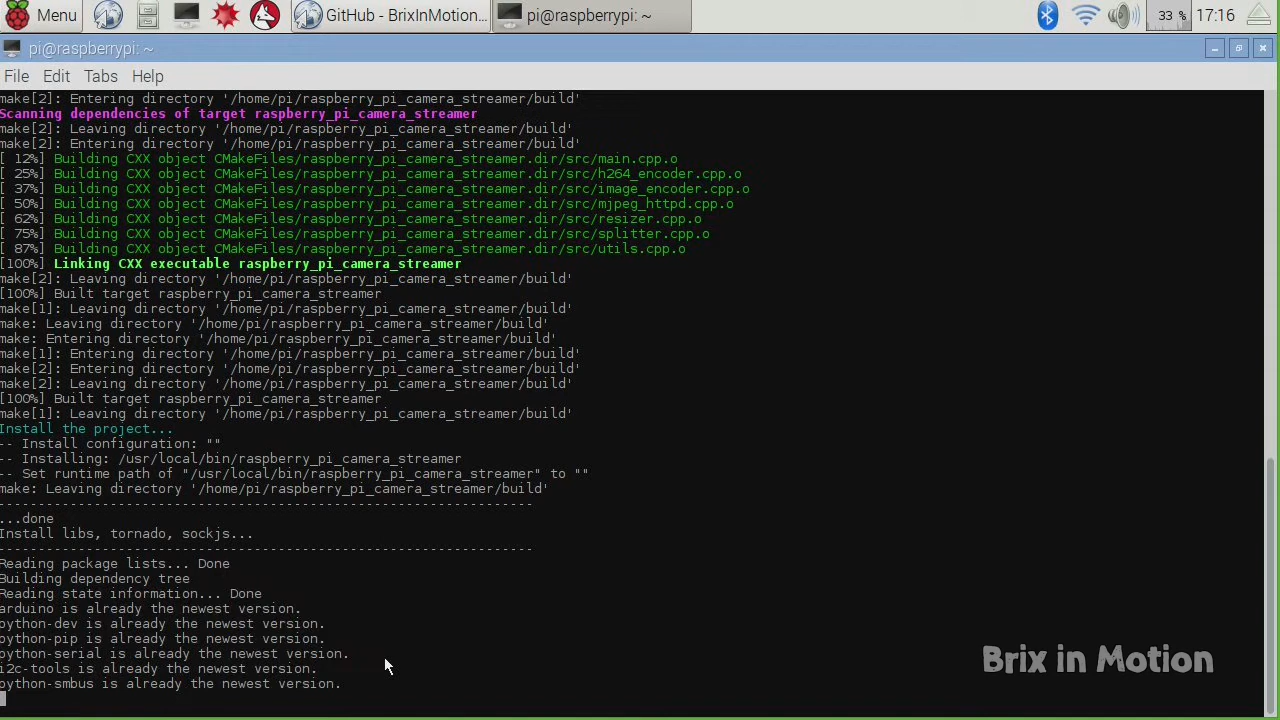 Menu
GitHub - BrixInMotion...
pi@raspberrypi: ~
33 %
17:16
pi@raspberrypi: ~
File Edit Tabs Help
make[2]: Entering directory '/home/pi/raspberry_pi_camera_streamer/build'
Scanning dependencies of target raspberry_pi_camera_streamer
make[2]: Leaving directory '/home/pi/raspberry_pi_camera_streamer/build'
make[2]: Entering directory '/home/pi/raspberry_pi_camera_streamer/build'
[ 12%] Building CXX object CMakeFiles/raspberry_pi_camera_streamer.dir/src/main.cpp.o
[ 25%] Building CXX object CMakeFiles/raspberry_pi_camera_streamer.dir/src/h264_encoder.cpp.o
[ 37%] Building CXX object CMakeFiles/raspberry_pi_camera_streamer.dir/src/image_encoder.cpp.o
[ 50%] Building CXX object CMakeFiles/raspberry_pi_camera_streamer.dir/src/mjpeg_httpd.cpp.o
[ 62%] Building CXX object CMakeFiles/raspberry_pi_camera_streamer.dir/src/resizer.cpp.o
[ 75%] Building CXX object CMakeFiles/raspberry_pi_camera_streamer.dir/src/splitter.cpp.o
[ 87%] Building CXX object CMakeFiles/raspberry_pi_camera_streamer.dir/src/utils.cpp.o
[100%] Linking CXX executable raspberry_pi_camera_streamer
make[2]: Leaving directory '/home/pi/raspberry_pi_camera_streamer/build'
[100%] Built target raspberry_pi_camera_streamer
make[1]: Leaving directory '/home/pi/raspberry_pi_camera_streamer/build'
make: Leaving directory '/home/pi/raspberry_pi_camera_streamer/build'
make: Entering directory '/home/pi/raspberry_pi_camera_streamer/build'
make[1]: Entering directory '/home/pi/raspberry_pi_camera_streamer/build'
make[2]: Entering directory '/home/pi/raspberry_pi_camera_streamer/build'
make[2]: Leaving directory '/home/pi/raspberry_pi_camera_streamer/build'
[100%] Built target raspberry_pi_camera_streamer
make[1]: Leaving directory '/home/pi/raspberry_pi_camera_streamer/build'
Install the project...
-- Install configuration: ""
-- Installing: /usr/local/bin/raspberry_pi_camera_streamer
-- Set runtime path of "/usr/local/bin/raspberry_pi_camera_streamer" to ""
make: Leaving directory '/home/pi/raspberry_pi_camera_streamer/build'
--------------------------------------------------------------------
...done
Install libs, tornado, sockjs...
--------------------------------------------------------------------
Reading package lists... Done
Building dependency tree
Reading state information... Done
arduino is already the newest version.
python-dev is already the newest version.
python-pip is already the newest version.
python-serial is already the newest version.
i2c-tools is already the newest version.
python-smbus is already the newest version.
Brix in Motion